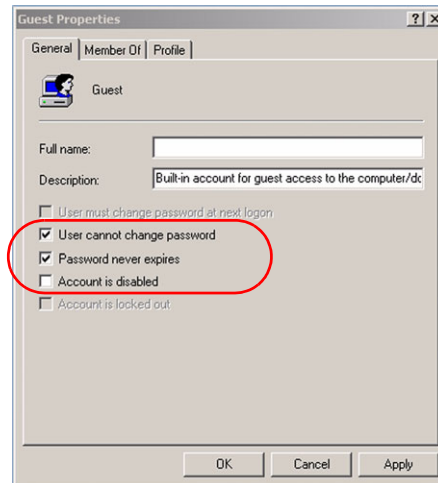 Guest Properties
General Member Of Profile
Guest
Full name:
Description: Built-in account for guest access to the computer/do
User must change password at next logon
User cannot change password
Password never expires
Account is disabled
Account is locked out
OK Cancel Apply